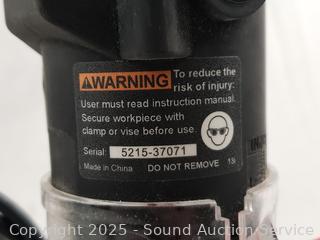 WARNING To reduce the
risk of injury:
User must read instruction manual.
Secure workpiece with
clamp or vise before use.
Serial: 5215-37071
Made in China DO NOT REMOVE
Copyright 2025 - Sound Auction Service